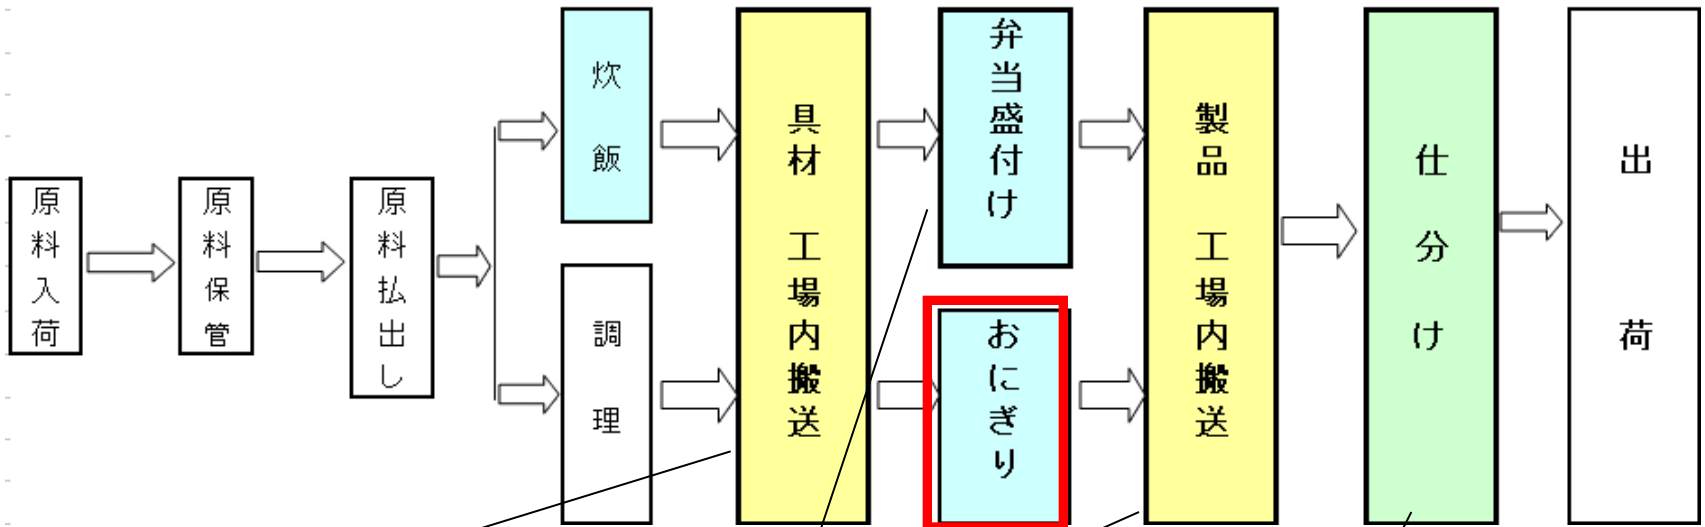 原料入荷
原料保管
原料払出し
炊飯
調理
具材 工場内搬送
弁当盛付け
おにぎり
製品 工場内搬送
仕分け
出荷